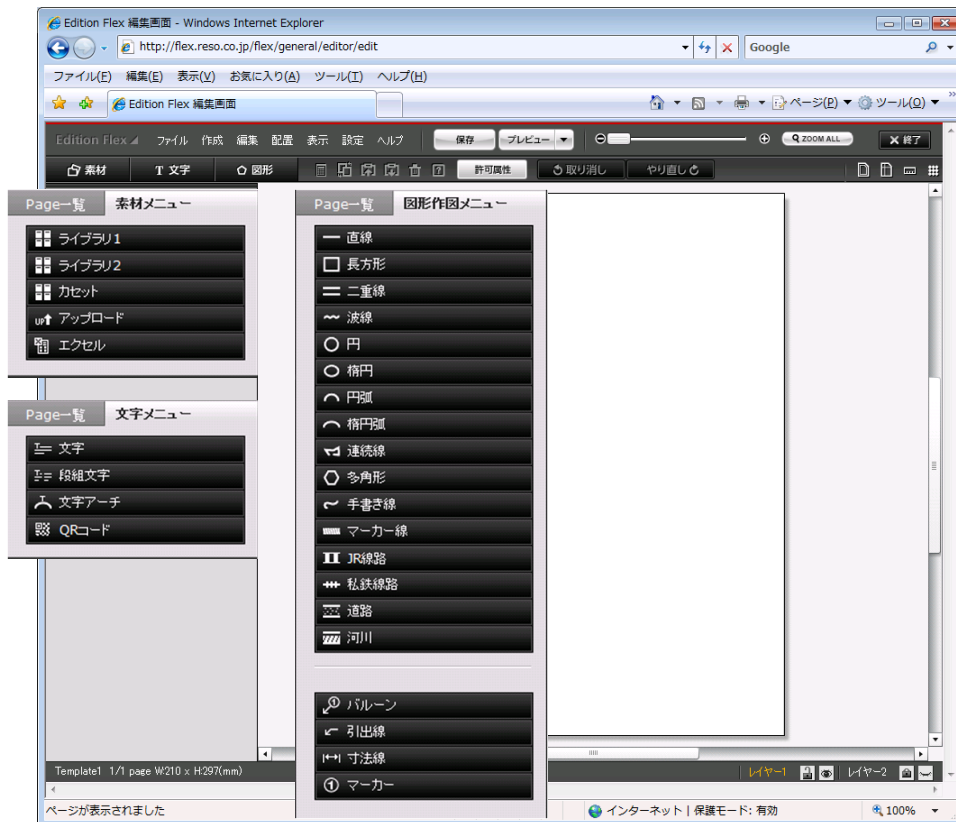 Edition Flex 編集画面 - Windows Internet Explorer
http://flex.reso.co.jp/flex/general/editor/edit
Google
ファイル(F) 編集(E) 表示(V) お気に入り(A) ツール(T) ヘルプ(H)
Edition Flex 編集画面
ページ(P) ツール(O)
Edition Flex ファイル 作成 編集 配置 表示 設定 ヘルプ 保存 プレビュー ZOOM ALL 終了
素材 T 文字 図形 許可属性 取り消し やり直し
Page一覧 素材メニュー
ライブラリ1
ライブラリ2
カセット
UP アップロード
エクセル
Page一覧 文字メニュー
文字
段組文字
文字アーチ
QRコード
Page一覧 図形作図メニュー
直線
長方形
二重線
波線
円
楕円
円弧
楕円弧
連続線
多角形
手書き線
マーカー線
JR線路
私鉄線路
道路
河川
バルーン
引出線
寸法線
① マーカー
Template1 1/1 page W:210 x H:297(mm)
レイヤー1 レイヤー2
ページが表示されました
インターネット | 保護モード: 有効
100%